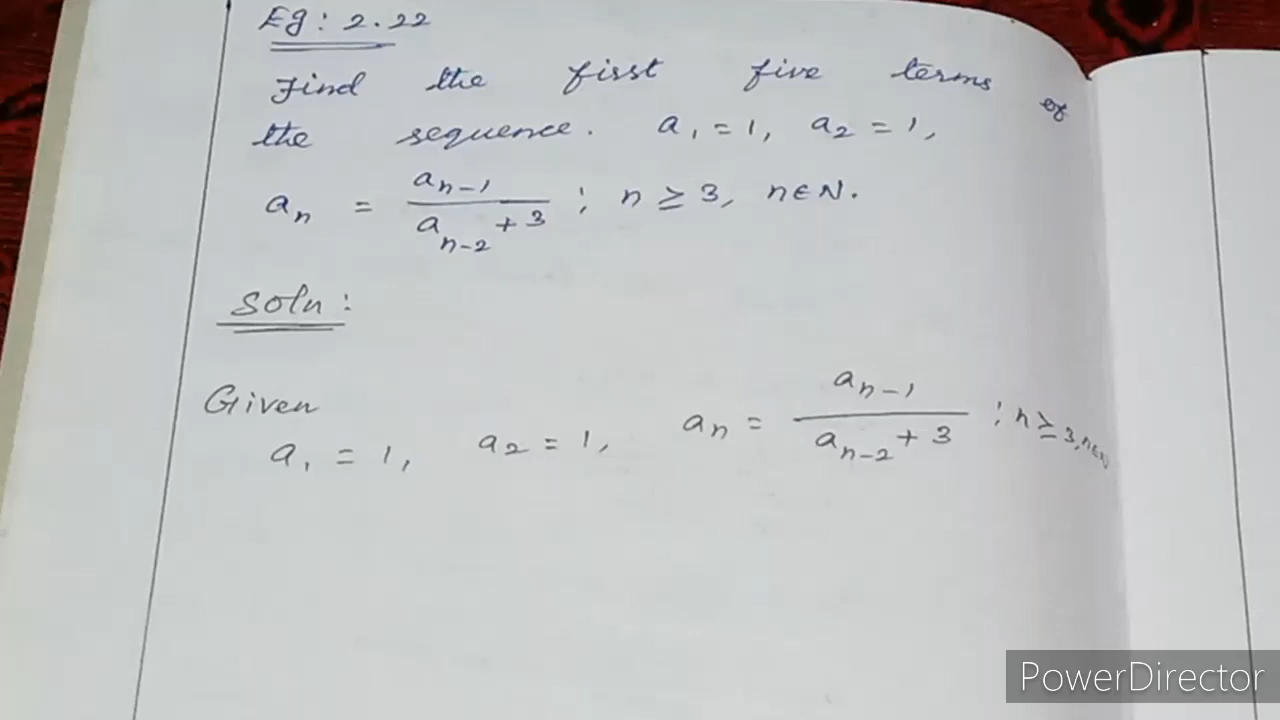 Eg: 2.22
Find the first five terms of
the sequence. a₁ = 1, a₂ = 1,
aₙ = aₙ₋₁ / (aₙ₋₂ + 3) ; n ≥ 3, n ∈ N.
Soln:
Given
a₁ = 1, a₂ = 1, aₙ = aₙ₋₁ / (aₙ₋₂ + 3) ; n ≥ 3, n ∈ N
PowerDirector